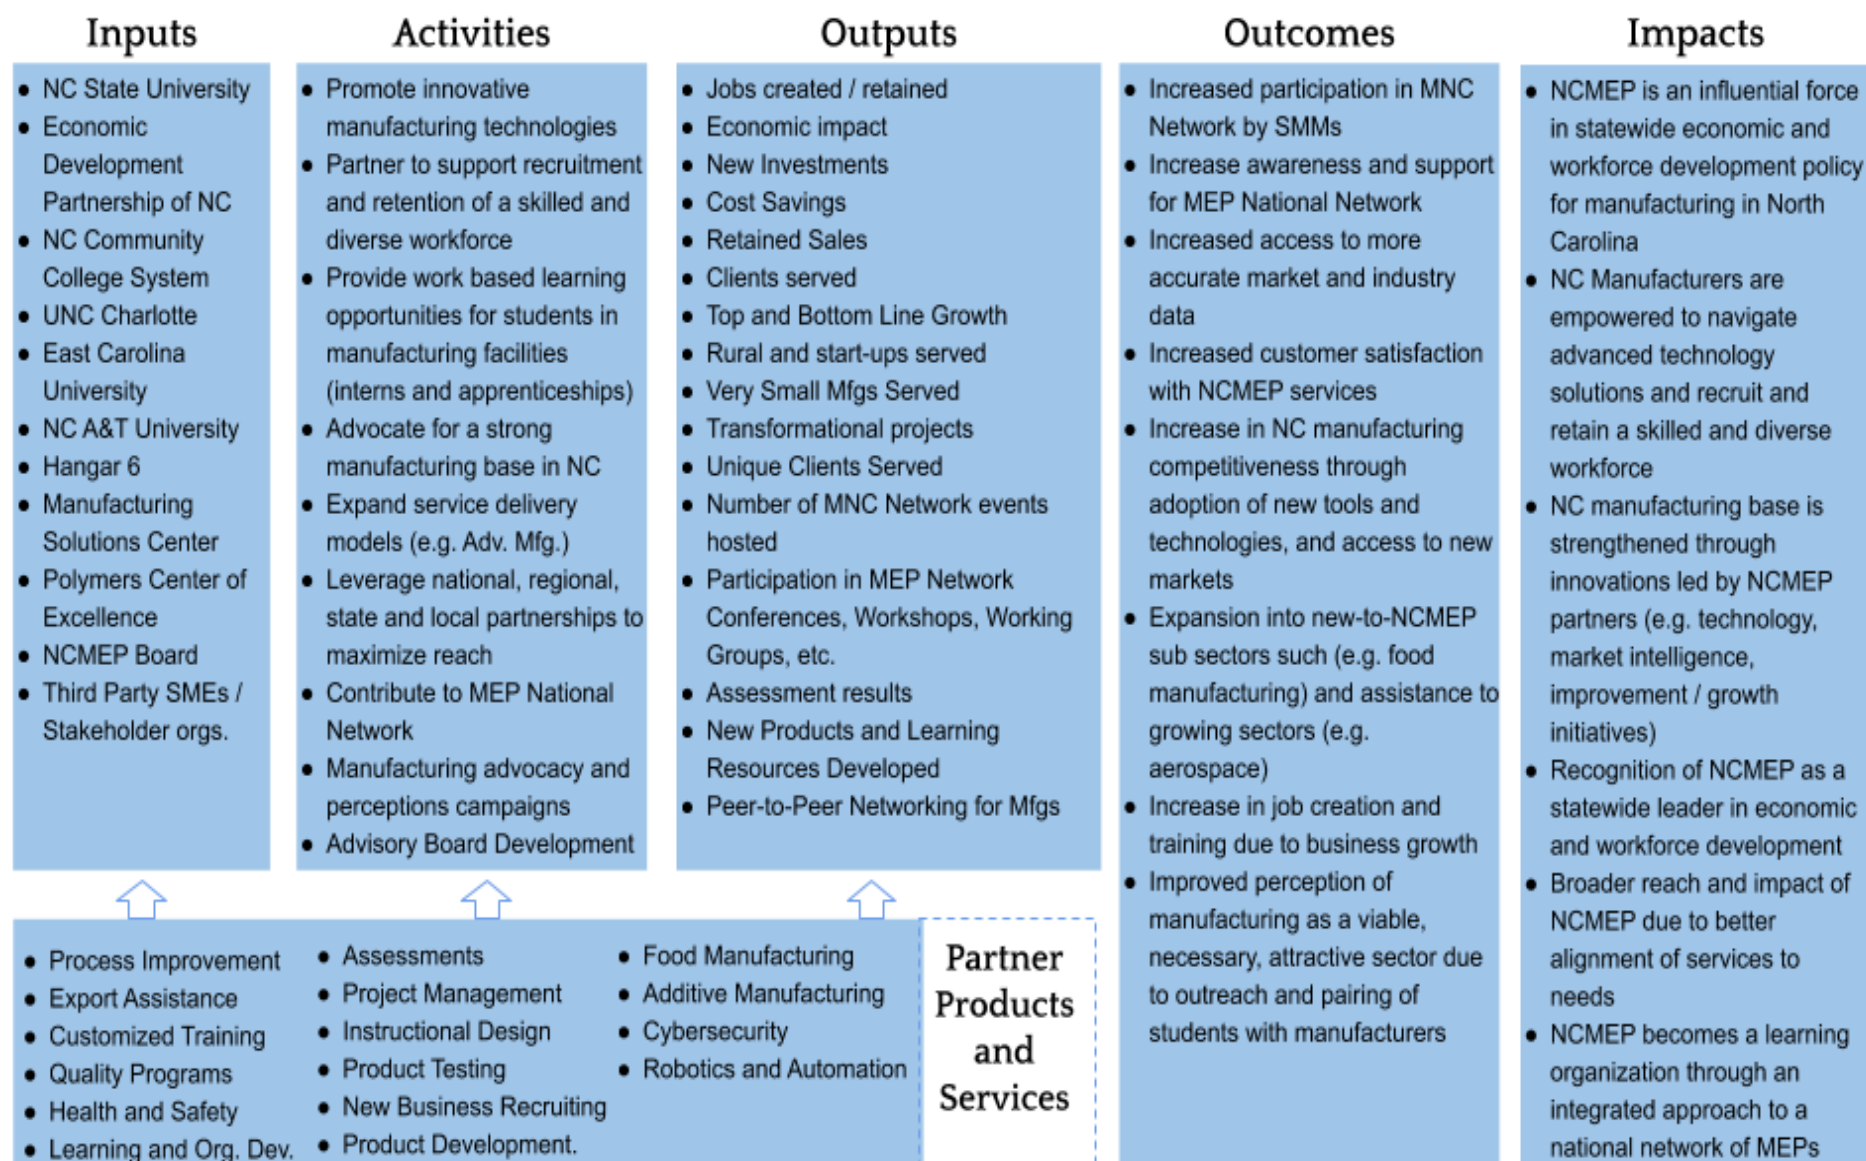 Inputs
• NC State University
• Economic
Development
Partnership of NC
• NC Community
College System
• UNC Charlotte
• East Carolina
University
• NC A&T University
• Hangar 6
• Manufacturing
Solutions Center
• Polymers Center of
Excellence
• NCMEP Board
• Third Party SMEs /
Stakeholder orgs.
Activities
• Promote innovative
manufacturing technologies
• Partner to support recruitment
and retention of a skilled and
diverse workforce
• Provide work based learning
opportunities for students in
manufacturing facilities
(interns and apprenticeships)
• Advocate for a strong
manufacturing base in NC
• Expand service delivery
models (e.g. Adv. Mfg.)
• Leverage national, regional,
state and local partnerships to
maximize reach
• Contribute to MEP National
Network
• Manufacturing advocacy and
perceptions campaigns
• Advisory Board Development
Outputs
• Jobs created / retained
• Economic impact
• New Investments
• Cost Savings
• Retained Sales
• Clients served
• Top and Bottom Line Growth
• Rural and start-ups served
• Very Small Mfgs Served
• Transformational projects
• Unique Clients Served
• Number of MNC Network events
hosted
• Participation in MEP Network
Conferences, Workshops, Working
Groups, etc.
• Assessment results
• New Products and Learning
Resources Developed
• Peer-to-Peer Networking for Mfgs
Outcomes
• Increased participation in MNC
Network by SMMs
• Increase awareness and support
for MEP National Network
• Increased access to more
accurate market and industry
data
• Increased customer satisfaction
with NCMEP services
• Increase in NC manufacturing
competitiveness through
adoption of new tools and
technologies, and access to new
markets
• Expansion into new-to-NCMEP
sub sectors such (e.g. food
manufacturing) and assistance to
growing sectors (e.g.
aerospace)
• Increase in job creation and
training due to business growth
• Improved perception of
manufacturing as a viable,
necessary, attractive sector due
to outreach and pairing of
students with manufacturers
Impacts
• NCMEP is an influential force
in statewide economic and
workforce development policy
for manufacturing in North
Carolina
• NC Manufacturers are
empowered to navigate
advanced technology
solutions and recruit and
retain a skilled and diverse
workforce
• NC manufacturing base is
strengthened through
innovations led by NCMEP
partners (e.g. technology,
market intelligence,
improvement / growth
initiatives)
• Recognition of NCMEP as a
statewide leader in economic
and workforce development
• Broader reach and impact of
NCMEP due to better
alignment of services to
needs
• NCMEP becomes a learning
organization through an
integrated approach to a
national network of MEPs
• Process Improvement
• Export Assistance
• Customized Training
• Quality Programs
• Health and Safety
• Learning and Org. Dev.
• Assessments
• Project Management
• Instructional Design
• Product Testing
• New Business Recruiting
• Product Development.
• Food Manufacturing
• Additive Manufacturing
• Cybersecurity
• Robotics and Automation
Partner
Products
and
Services